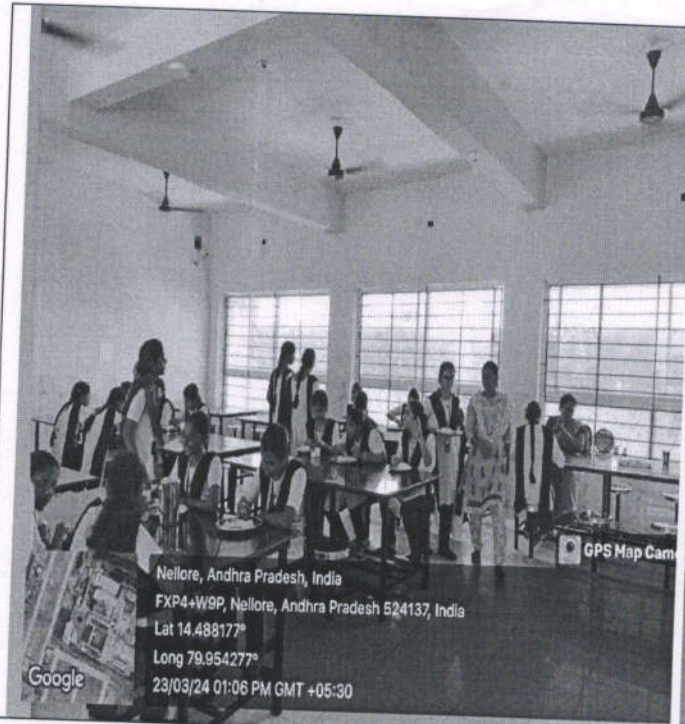 GPS Map Cam
Nellore, Andhra Pradesh, India
FXP4+W9P, Nellore, Andhra Pradesh 524137, India
Lat 14.488177°
Long 79.954277°
23/03/24 01:06 PM GMT +05:30
Google